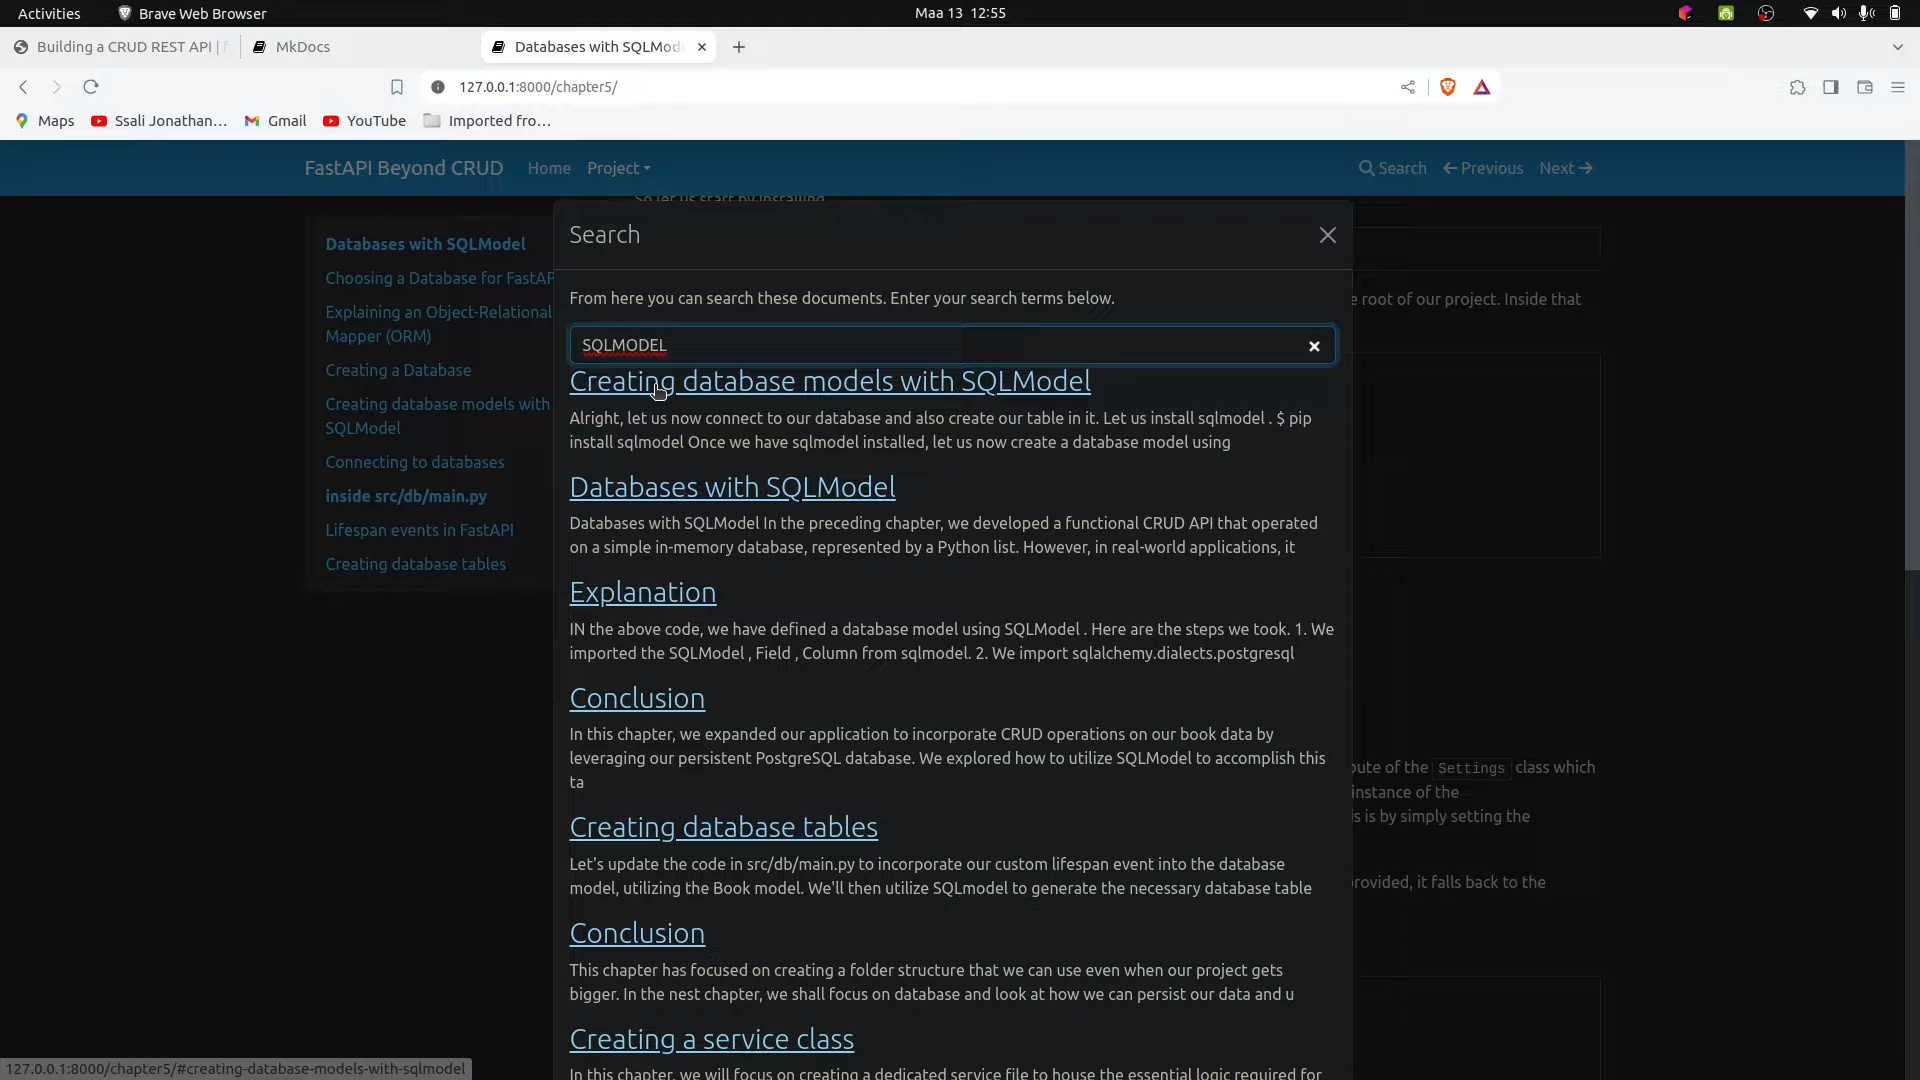 Activities
Brave Web Browser
Maa 13 12:55
Building a CRUD REST API |
MkDocs
Databases with SQLMod
127.0.0.1:8000/chapter5/
Maps
Ssali Jonathan...
Gmail
YouTube
Imported fro...
FastAPI Beyond CRUD
Home
Project
Search
Previous
Next
So let us start by installing
Databases with SQLModel
Choosing a Database for FastAP
Explaining an Object-Relational
Mapper (ORM)
Creating a Database
Creating database models with
SQLModel
Connecting to databases
inside src/db/main.py
Lifespan events in FastAPI
Creating database tables
Search
From here you can search these documents. Enter your search terms below.
SQLMODEL
Creating database models with SQLModel
Alright, let us now connect to our database and also create our table in it. Let us install sqlmodel . $ pip
install sqlmodel Once we have sqlmodel installed, let us now create a database model using
Databases with SQLModel
Databases with SQLModel In the preceding chapter, we developed a functional CRUD API that operated
on a simple in-memory database, represented by a Python list. However, in real-world applications, it
Explanation
IN the above code, we have defined a database model using SQLModel . Here are the steps we took. 1. We
imported the SQLModel , Field , Column from sqlmodel. 2. We import sqlalchemy.dialects.postgresql
Conclusion
In this chapter, we expanded our application to incorporate CRUD operations on our book data by
leveraging our persistent PostgreSQL database. We explored how to utilize SQLModel to accomplish this
ta
Creating database tables
Let's update the code in src/db/main.py to incorporate our custom lifespan event into the database
model, utilizing the Book model. We'll then utilize SQLmodel to generate the necessary database table
Conclusion
This chapter has focused on creating a folder structure that we can use even when our project gets
bigger. In the nest chapter, we shall focus on database and look at how we can persist our data and u
Creating a service class
In this chapter, we will focus on creating a dedicated service file to house the essential logic required for
e root of our project. Inside that
oute of the Settings class which
instance of the
s is by simply setting the
provided, it falls back to the
127.0.0.1:8000/chapter5/#creating-database-models-with-sqlmodel